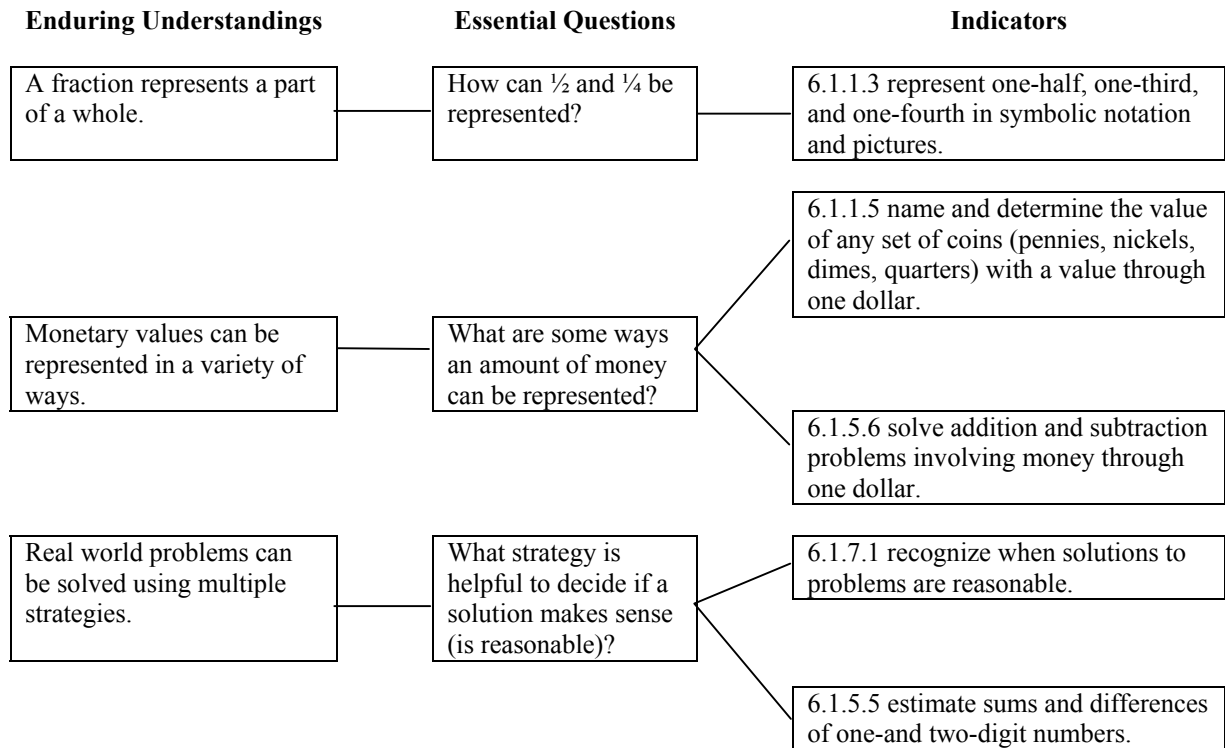 Enduring Understandings
Essential Questions
Indicators
A fraction represents a part
of a whole.
How can ½ and ¼ be
represented?
6.1.1.3 represent one-half, one-third,
and one-fourth in symbolic notation
and pictures.
6.1.1.5 name and determine the value
of any set of coins (pennies, nickels,
dimes, quarters) with a value through
one dollar.
Monetary values can be
represented in a variety of
ways.
What are some ways
an amount of money
can be represented?
6.1.5.6 solve addition and subtraction
problems involving money through
one dollar.
Real world problems can
be solved using multiple
strategies.
What strategy is
helpful to decide if a
solution makes sense
(is reasonable)?
6.1.7.1 recognize when solutions to
problems are reasonable.
6.1.5.5 estimate sums and differences
of one-and two-digit numbers.